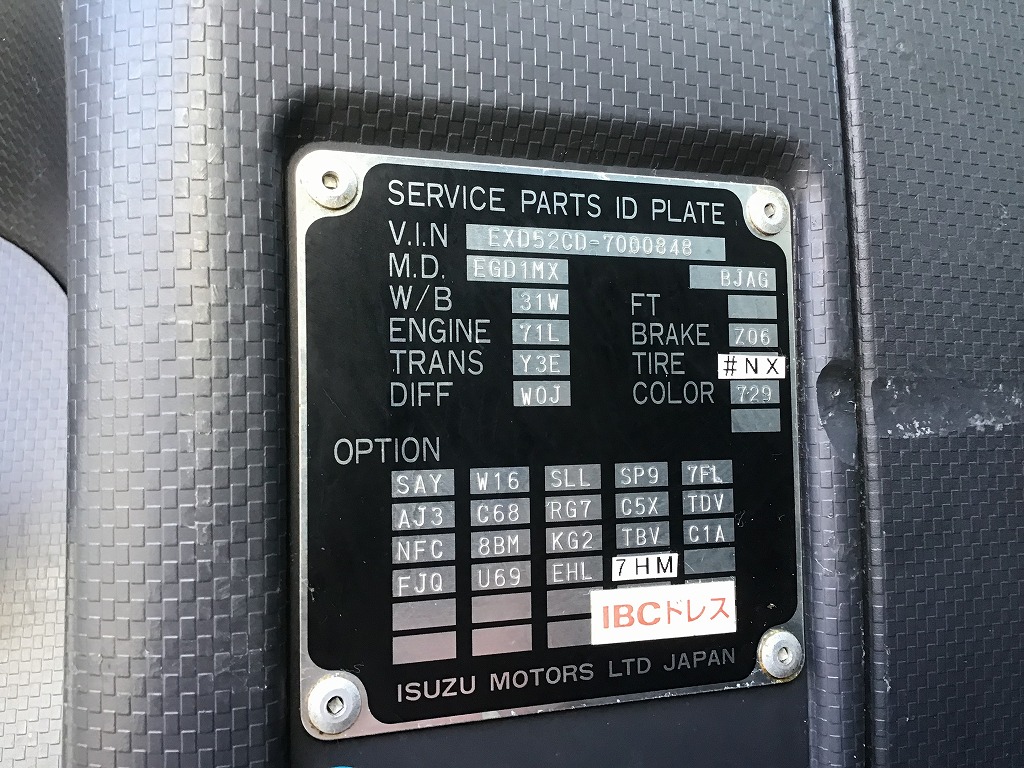 SERVICE PARTS ID PLATE
V.I.N EXD52CD-7000848
M.D. EGD1MX BJAG
W/B 31W FT
ENGINE 71L BRAKE Z06
TRANS Y3E TIRE #NX
DIFF W0J COLOR 729
OPTION
SAY W16 SLL SP9 7FL
AJ3 C68 RG7 C5X TDV
NFC 8BM KG2 TBV C1A
FJQ U69 EHL 7HM
IBCドレス
ISUZU MOTORS LTD JAPAN